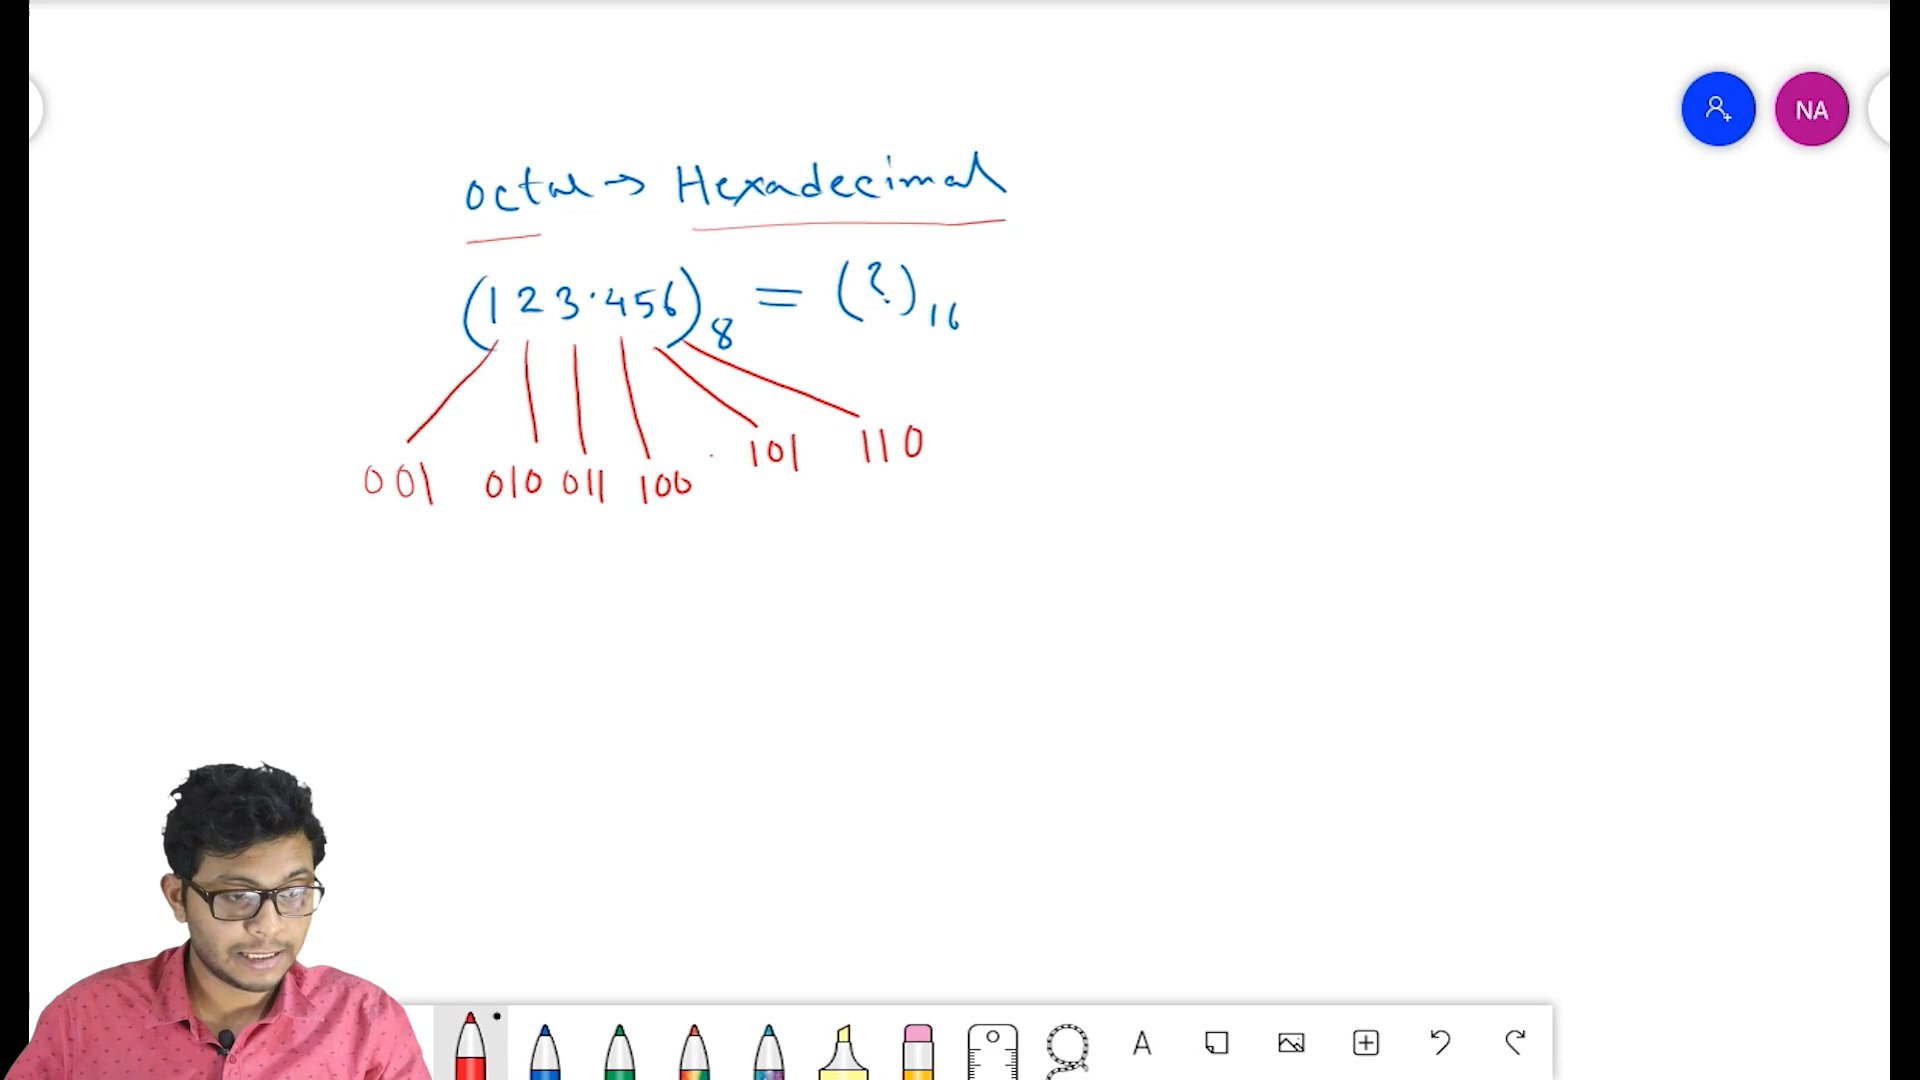 NA
octal → Hexadecimal
(123.456)8 = (?)16
001 010 011 100 . 101 110
A